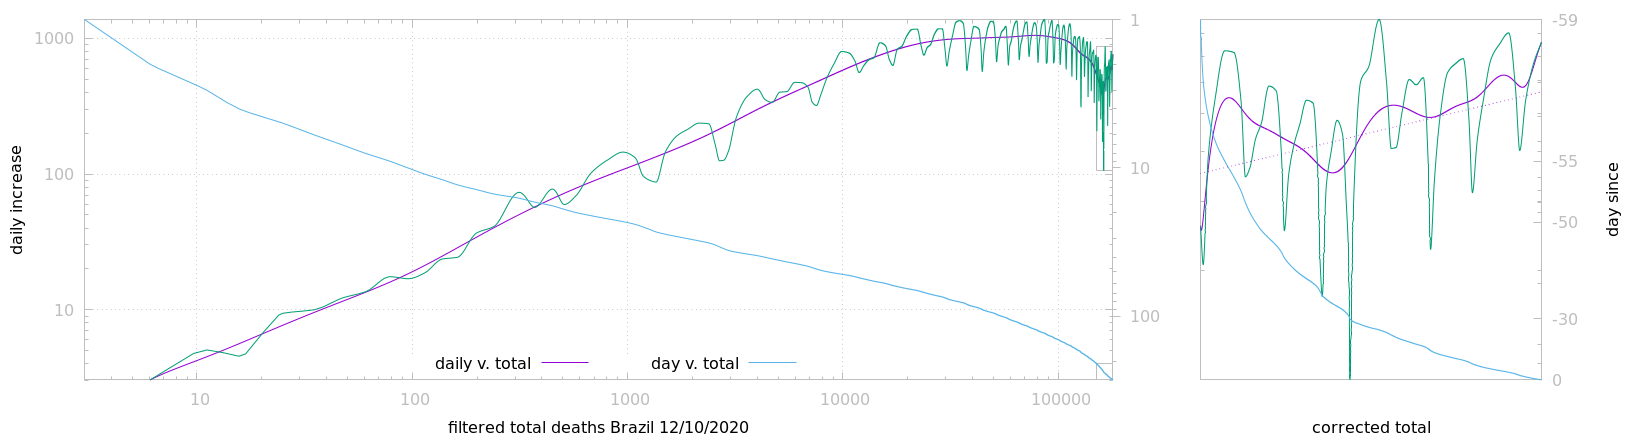 1000
100
10
daily increase
10
100
1000
10000
100000
filtered total deaths Brazil 12/10/2020
daily v. total
day v. total
1
10
100
-59
-55
-50
-30
0
day since
corrected total